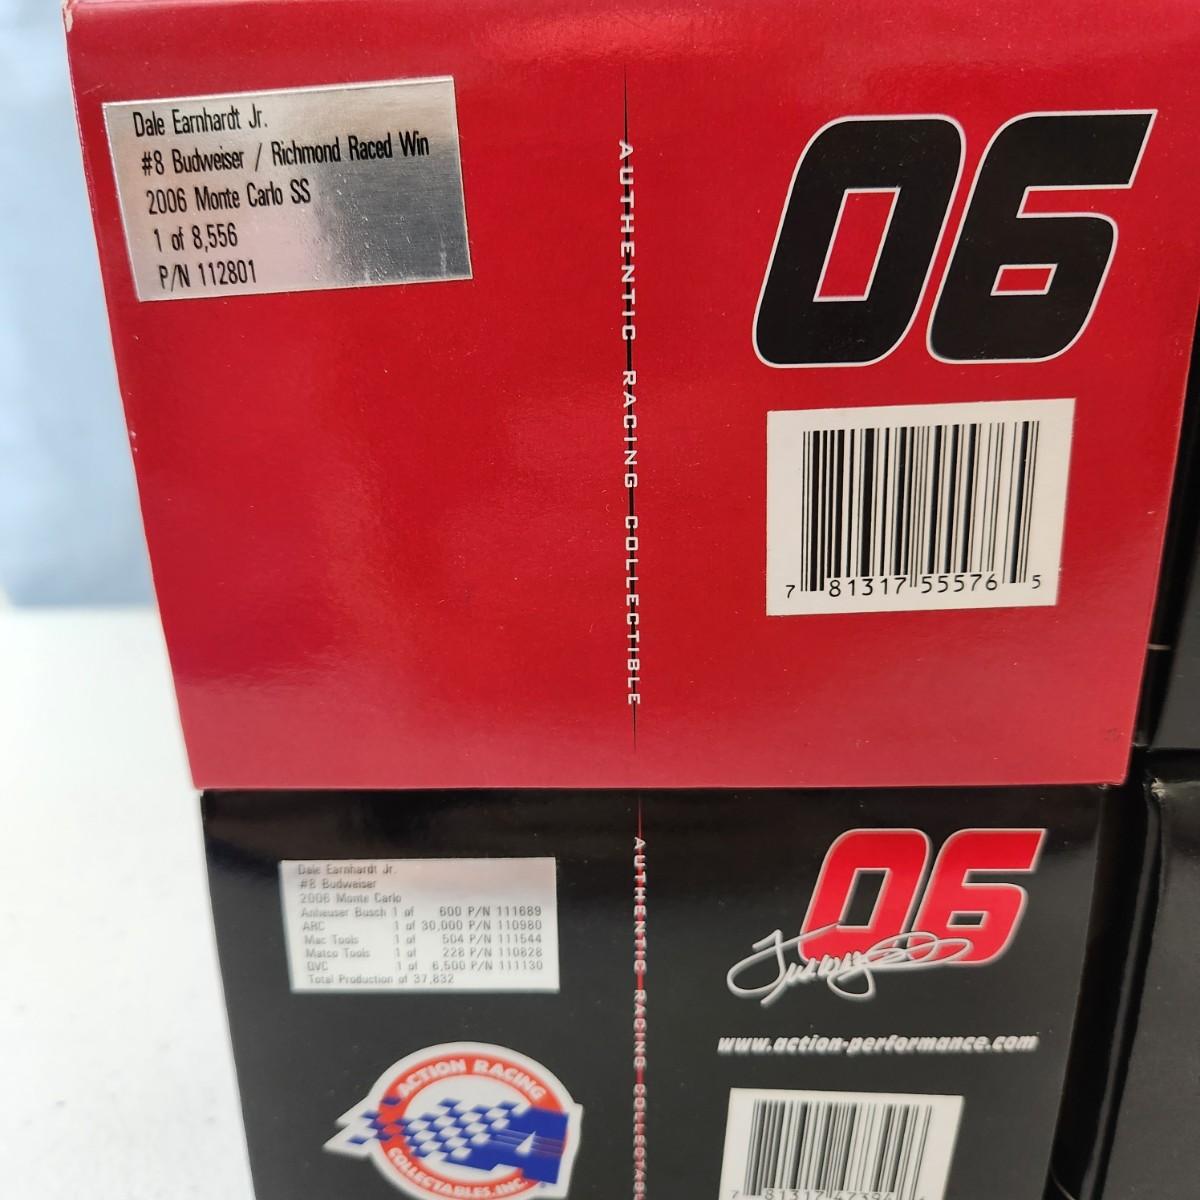 Dale Earnhardt Jr.
#8 Budweiser / Richmond Raced Win
2006 Monte Carlo SS
1 of 8,556
P/N 112801
AUTHENTIC RACING COLLECTIBLE
06
7 81317 55576 5
Dale Earnhardt Jr.
#8 Budweiser
2006 Monte Carlo
Anheuser Busch 1 of 600 P/N 111689
ARC 1 of 30,000 P/N 110980
Mac Tools 1 of 504 P/N 111544
Matco Tools 1 of 228 P/N 110828
QVC 1 of 6,500 P/N 111130
Total Production of 37,832
AUTHENTIC RACING
06
www.action-performance.com
ACTION RACING
COLLECTABLES, INC.